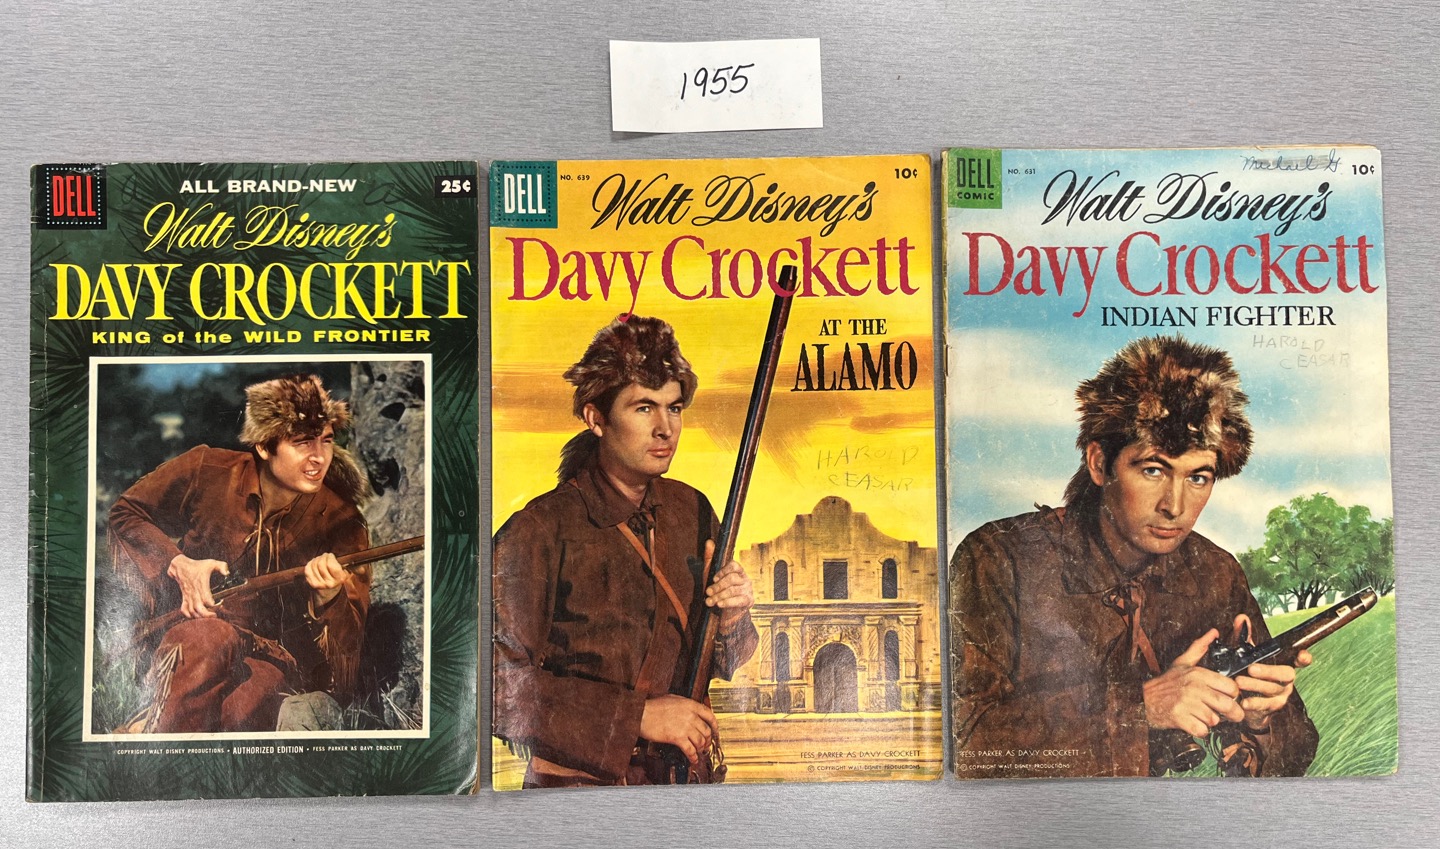 1955
DELL
ALL BRAND-NEW
25¢
Walt Disney's
DAVY CROCKETT
KING of the WILD FRONTIER
COPYRIGHT WALT DISNEY PRODUCTIONS • AUTHORIZED EDITION • FESS PARKER AS DAVY CROCKETT
DELL
NO. 639
10¢
Walt Disney's
Davy Crockett
AT THE
ALAMO
HAROLD
CEASAR
FESS PARKER AS DAVY CROCKETT
© COPYRIGHT WALT DISNEY PRODUCTIONS
DELL
COMIC
NO. 631
Michael G.
10¢
Walt Disney's
Davy Crockett
INDIAN FIGHTER
HAROLD
CEASAR
FESS PARKER AS DAVY CROCKETT
© COPYRIGHT WALT DISNEY PRODUCTIONS